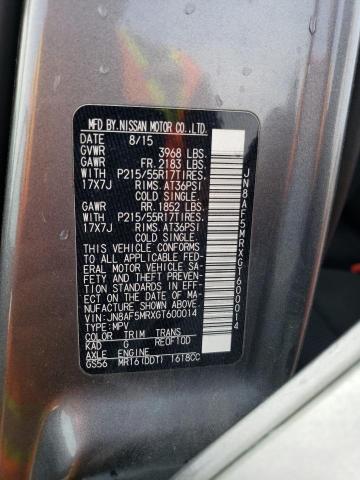 MFD BY, NISSAN MOTOR CO., LTD.
DATE 8/15
GVWR 3968 LBS.
GAWR FR. 2183 LBS.
WITH P215/55R17TIRES
17X7J RIMS. AT36PSI
COLD SINGLE.
GAWR RR. 1852 LBS.
WITH P215/55R17TIRES
17X7J RIMS. AT36PSI
COLD SINGLE.
THIS VEHICLE CONFORMS
TO ALL APPLICABLE FED-
ERAL MOTOR VEHICLE SA-
FETY AND THEFT PREVENTION
STANDARDS IN EFFECT
ON THE DATE OF MA-
NUFACTURE SHOWN ABOVE.
VIN: JN8AF5MRXGT600014
TYPE: MPV
COLOR TRIM TRANS
KAD G RE0F10D
AXLE ENGINE
GS56 MR16(DDT) 1618CC
JN8AF5MRXGT600014